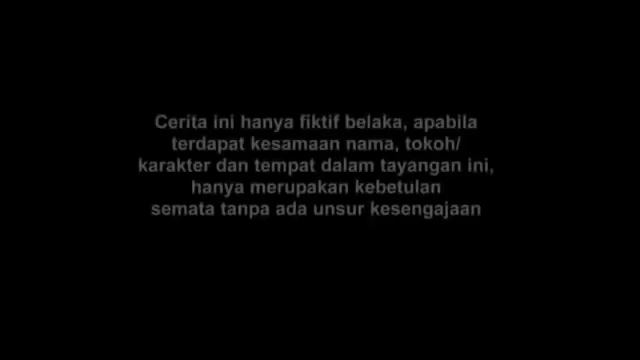 Cerita ini hanya fiktif belaka, apabila
terdapat kesamaan nama, tokoh/
karakter dan tempat dalam tayangan ini,
hanya merupakan kebetulan
semata tanpa ada unsur kesengajaan